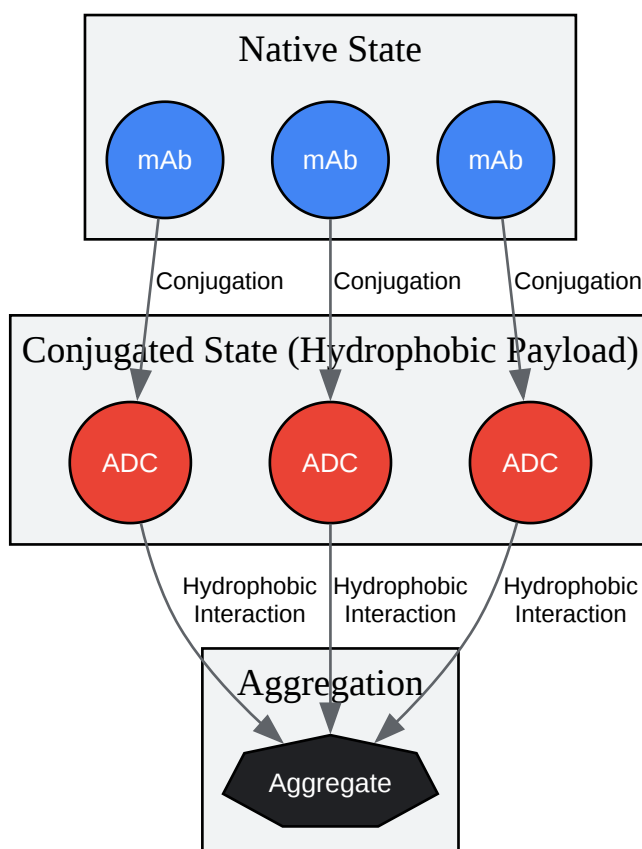 Native State
mAb mAb mAb
Conjugation Conjugation Conjugation
Conjugated State (Hydrophobic Payload)
ADC ADC ADC
Hydrophobic Hydrophobic Hydrophobic
Interaction Interaction Interaction
Aggregation
Aggregate